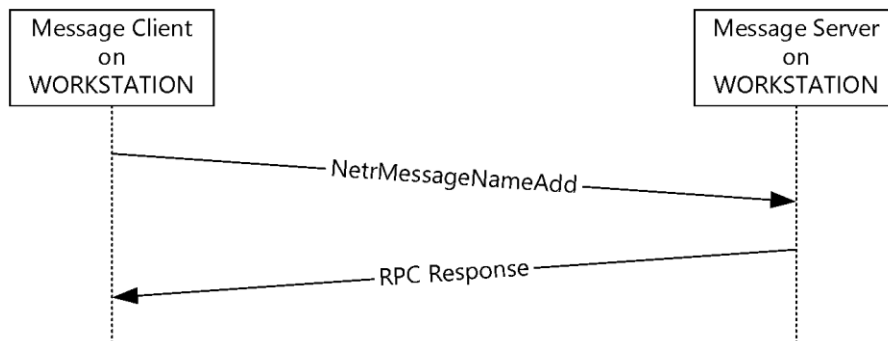 Message Client
on
WORKSTATION
Message Server
on
WORKSTATION
NetrMessageNameAdd
RPC Response